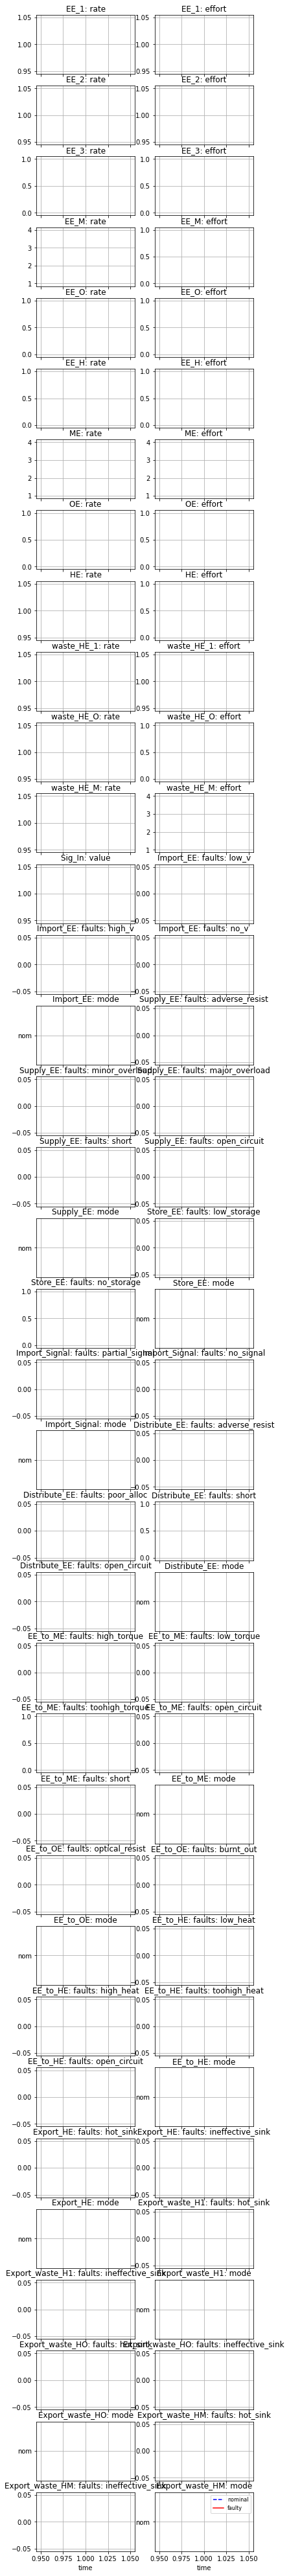 EE_1: rate EE_1: effort
1.05 1.05
1.00 1.00
0.95 0.95
EE_2: rate EE_2: effort
1.05 1.05
1.00 1.00
0.95 0.95
EE_3: rate EE_3: effort
1.0 1.0
0.5 0.5
0.0 0.0
EE_M: rate EE_M: effort
4 1.0
3
2 0.5
1 0.0
EE_O: rate EE_O: effort
1.0 1.0
0.5 0.5
0.0 0.0
EE_H: rate EE_H: effort
1.0 1.0
0.5 0.5
0.0 0.0
ME: rate ME: effort
4 4
3 3
2 2
1 1
OE: rate OE: effort
1.0 1.0
0.5 0.5
0.0 0.0
HE: rate HE: effort
1.05 1.0
1.00 0.5
0.95 0.0
waste_HE_1: rate waste_HE_1: effort
1.05 1.05
1.00 1.00
0.95 0.95
waste_HE_O: rate waste_HE_O: effort
1.05 1.0
1.00 0.5
0.95 0.0
waste_HE_M: rate waste_HE_M: effort
1.05 4
1.00 3
2
0.95 1
Sig_In: value Import_EE: faults: low_v
1.05 0.05
1.00 0.00
0.95 −0.05
Import_EE: faults: high_v Import_EE: faults: no_v
0.05 0.05
0.00 0.00
−0.05 −0.05
Import_EE: mode Supply_EE: faults: adverse_resist
0.05
nom 0.00
−0.05
Supply_EE: faults: minor_overload Supply_EE: faults: major_overload
0.05 0.05
0.00 0.00
−0.05 −0.05
Supply_EE: faults: short Supply_EE: faults: open_circuit
0.05 0.05
0.00 0.00
−0.05 −0.05
Supply_EE: mode Store_EE: faults: low_storage
0.05
nom 0.00
−0.05
Store_EE: faults: no_storage Store_EE: mode
1.0
0.5 nom
0.0
Import_Signal: faults: partial_signal Import_Signal: faults: no_signal
0.05 0.05
0.00 0.00
−0.05 −0.05
Import_Signal: mode Distribute_EE: faults: adverse_resist
0.05
nom 0.00
−0.05
Distribute_EE: faults: poor_alloc Distribute_EE: faults: short
0.05 1.0
0.00 0.5
−0.05 0.0
Distribute_EE: faults: open_circuit Distribute_EE: mode
0.05
0.00 nom
−0.05
EE_to_ME: faults: high_torque EE_to_ME: faults: low_torque
0.05 0.05
0.00 0.00
−0.05 −0.05
EE_to_ME: faults: toohigh_torque EE_to_ME: faults: open_circuit
1.0 0.05
0.5 0.00
0.0 −0.05
EE_to_ME: faults: short EE_to_ME: mode
0.05
0.00 nom
−0.05
EE_to_OE: faults: optical_resist EE_to_OE: faults: burnt_out
0.05 0.05
0.00 0.00
−0.05 −0.05
EE_to_OE: mode EE_to_HE: faults: low_heat
0.05
nom 0.00
−0.05
EE_to_HE: faults: high_heat EE_to_HE: faults: toohigh_heat
0.05 0.05
0.00 0.00
−0.05 −0.05
EE_to_HE: faults: open_circuit EE_to_HE: mode
0.05
0.00 nom
−0.05
Export_HE: faults: hot_sink Export_HE: faults: ineffective_sink
0.05 0.05
0.00 0.00
−0.05 −0.05
Export_HE: mode Export_waste_H1: faults: hot_sink
0.05
nom 0.00
−0.05
Export_waste_H1: faults: ineffective_sink Export_waste_H1: mode
0.05
0.00 nom
−0.05
Export_waste_HO: faults: hot_sink Export_waste_HO: faults: ineffective_sink
0.05 0.05
0.00 0.00
−0.05 −0.05
Export_waste_HO: mode Export_waste_HM: faults: hot_sink
0.05
nom 0.00
−0.05
Export_waste_HM: faults: ineffective_sink Export_waste_HM: mode
0.05 nominal
faulty
0.00 nom
−0.05
0.950 0.975 1.000 1.025 1.050 0.950 0.975 1.000 1.025 1.050
time time